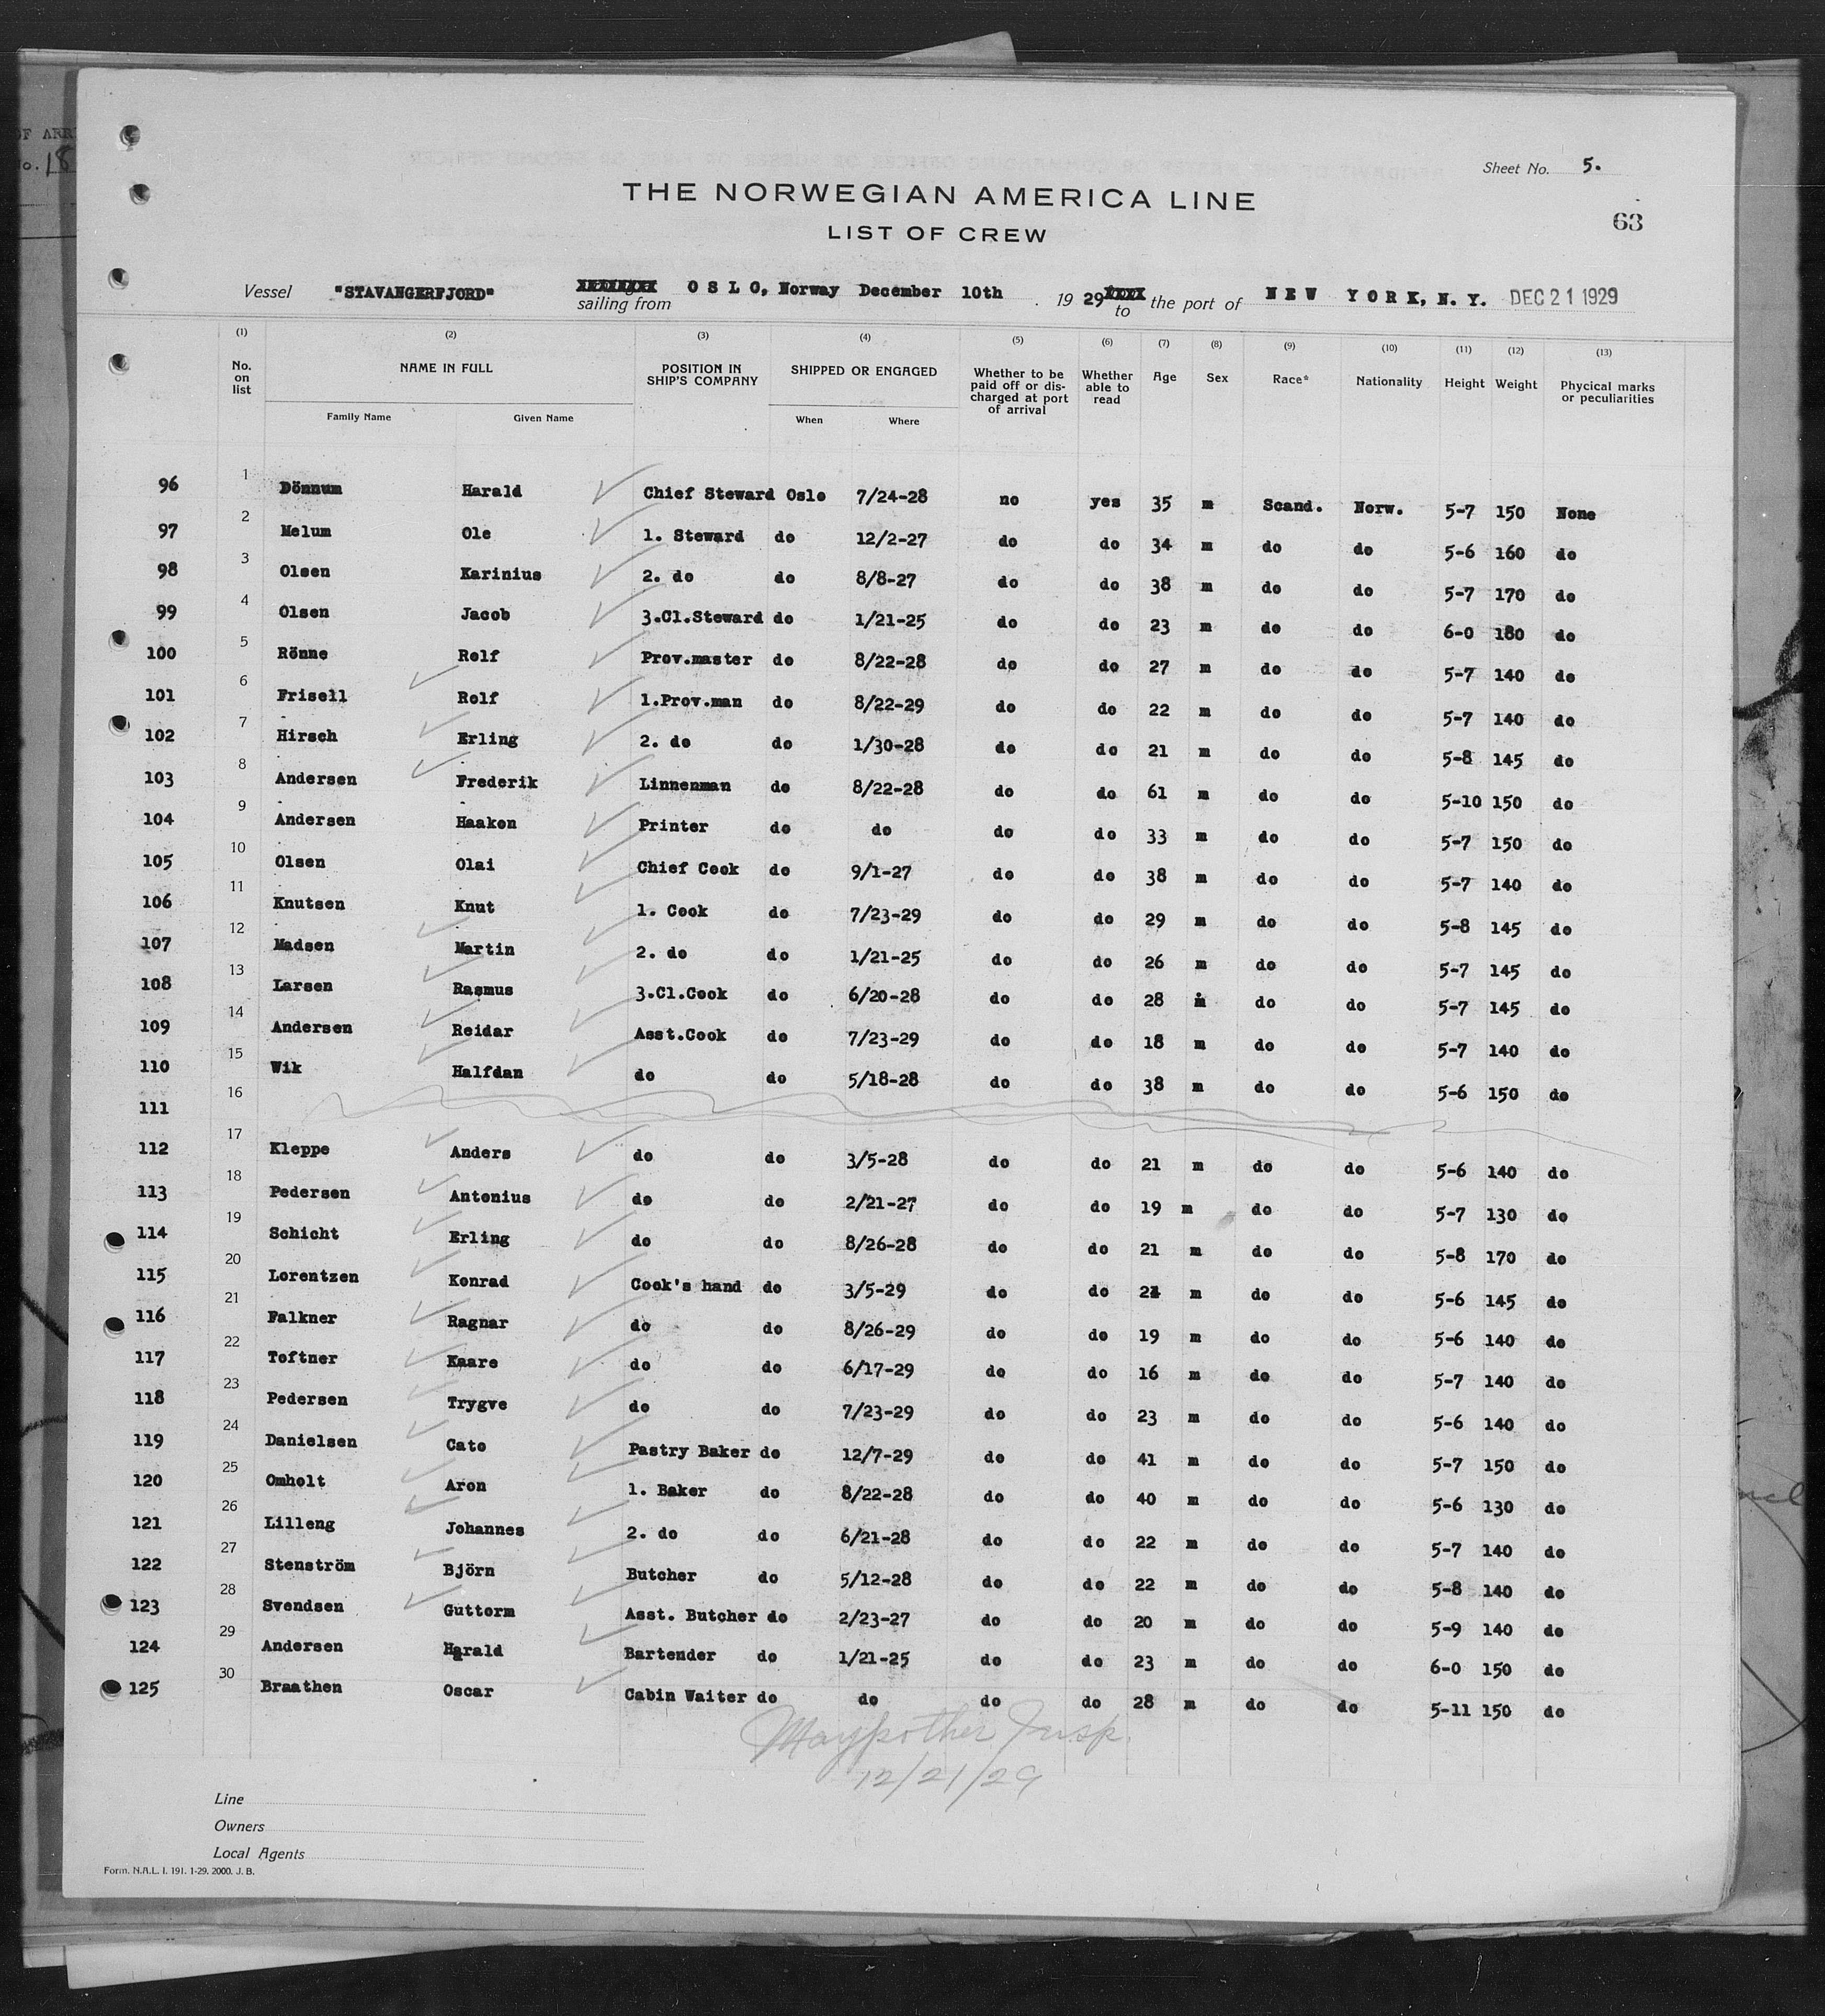 Sheet No. 5.
THE NORWEGIAN AMERICA LINE
63
LIST OF CREW
Vessel "STAVANGERFJORD" sailing from O S L O, Norway December 10th . 19 29 to the port of N E W Y O R K, N. Y. DEC 21 1929
(1) (2) (3) (4) (5) (6) (7) (8) (9) (10) (11) (12) (13)
No. on list NAME IN FULL POSITION IN SHIP'S COMPANY SHIPPED OR ENGAGED Whether to be paid off or discharged at port of arrival Whether able to read Age Sex Race* Nationality Height Weight Phycical marks or peculiarities
Family Name Given Name When Where
96 1 Dönnum Harald Chief Steward Oslo 7/24-28 no yes 35 m Scand. Norw. 5-7 150 None
97 2 Melum Ole 1. Steward do 12/2-27 do do 34 m do do 5-6 160 do
98 3 Olsen Karinius 2. do do 8/8-27 do do 38 m do do 5-7 170 do
99 4 Olsen Jacob 3.Cl.Steward do 1/21-25 do do 23 m do do 6-0 180 do
100 5 Rönne Rolf Prov.master do 8/22-28 do do 27 m do do 5-7 140 do
101 6 Frisell Rolf 1.Prov.man do 8/22-29 do do 22 m do do 5-7 140 do
102 7 Hirsch Erling 2. do do 1/30-28 do do 21 m do do 5-8 145 do
103 8 Andersen Frederik Linnenman do 8/22-28 do do 61 m do do 5-10 150 do
104 9 Andersen Haakon Printer do do do do 33 m do do 5-7 150 do
105 10 Olsen Olai Chief Cook do 9/1-27 do do 38 m do do 5-7 140 do
106 11 Knutsen Knut 1. Cook do 7/23-29 do do 29 m do do 5-8 145 do
107 12 Madsen Martin 2. do do 1/21-25 do do 26 m do do 5-7 145 do
108 13 Larsen Rasmus 3.Cl.Cook do 6/20-28 do do 28 m do do 5-7 145 do
109 14 Andersen Reidar Asst.Cook do 7/23-29 do do 18 m do do 5-7 140 do
110 15 Wik Halfdan do do 5/18-28 do do 38 m do do 5-6 150 do
111 16
112 17 Kleppe Anders do do 3/5-28 do do 21 m do do 5-6 140 do
113 18 Pedersen Antonius do do 2/21-27 do do 19 m do do 5-7 130 do
114 19 Schicht Erling do do 8/26-28 do do 21 m do do 5-8 170 do
115 20 Lorentzen Konrad Cook's hand do 3/5-29 do do m do do 5-6 145 do
116 21 Falkner Ragnar do do 8/26-29 do do 19 m do do 5-6 140 do
117 22 Toftner Kaare do do 6/17-29 do do 16 m do do 5-7 140 do
118 23 Pedersen Trygve do do 7/23-29 do do 23 m do do 5-6 140 do
119 24 Danielsen Cato Pastry Baker do 12/7-29 do do 41 m do do 5-7 150 do
120 25 Omholt Aron 1. Baker do 8/22-28 do do 40 m do do 5-6 130 do
121 26 Lilleng Johannes 2. do do 6/21-28 do do 22 m do do 5-7 140 do
122 27 Stenström Björn Butcher do 5/12-28 do do 22 m do do 5-8 140 do
123 28 Svendsen Guttorm Asst. Butcher do 2/23-27 do do 20 m do do 5-9 140 do
124 29 Andersen Harald Bartender do 1/21-25 do do 23 m do do 6-0 150 do
125 30 Braathen Oscar Cabin Waiter do do do do 28 m do do 5-11 150 do
Maypother Insp.
12/21/29
Line
Owners
Local Agents
Form. N.A.L. I. 191. 1-29. 2000. J. B.